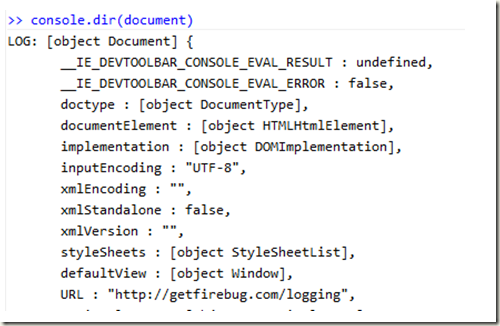 >> console.dir(document)
LOG: [object Document] {
__IE_DEVTOOLBAR_CONSOLE_EVAL_RESULT : undefined,
__IE_DEVTOOLBAR_CONSOLE_EVAL_ERROR : false,
doctype : [object DocumentType],
documentElement : [object HTMLHtmlElement],
implementation : [object DOMImplementation],
inputEncoding : "UTF-8",
xmlEncoding : "",
xmlStandalone : false,
xmlVersion : "",
styleSheets : [object StyleSheetList],
defaultView : [object Window],
URL : "http://getfirebug.com/logging",